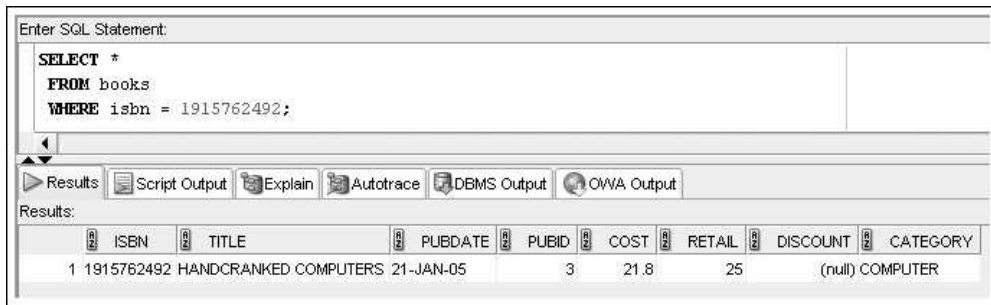 Enter SQL Statement:
SELECT *
FROM books
WHERE isbn = 1915762492;
Results Script Output Explain Autotrace DBMS Output OWA Output
Results:
ISBN TITLE PUBDATE PUBID COST RETAIL DISCOUNT CATEGORY
1 1915762492 HANDCRANKED COMPUTERS 21-JAN-05 3 21.8 25 (null) COMPUTER